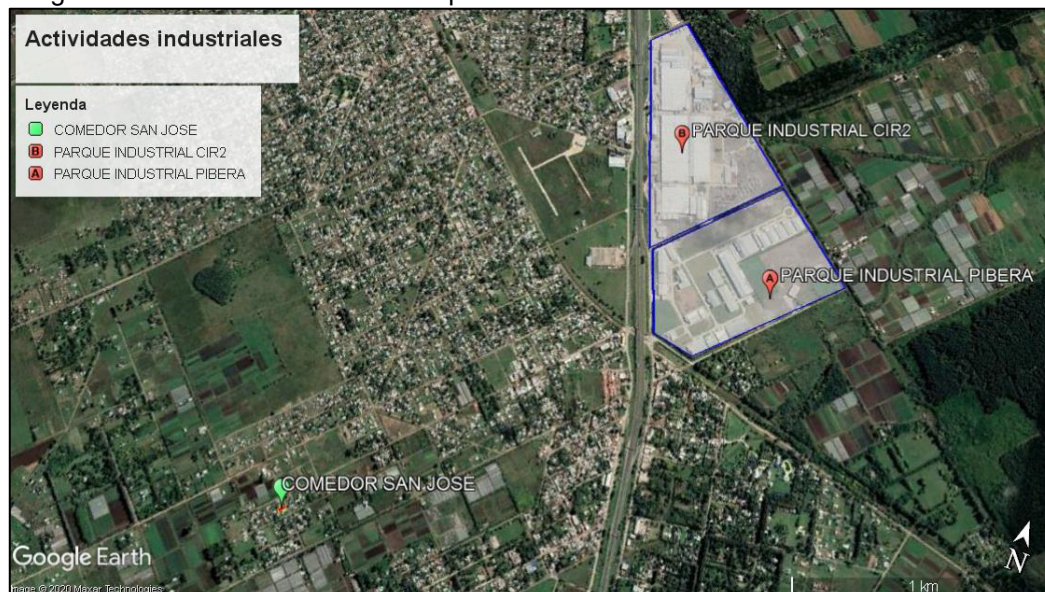 Actividades industriales
Leyenda
COMEDOR SAN JOSE
B PARQUE INDUSTRIAL CIR2
A PARQUE INDUSTRIAL PIBERA
B PARQUE INDUSTRIAL CIR2
A PARQUE INDUSTRIAL PIBERA
COMEDOR SAN JOSE
Google Earth
Image © 2020 Maxar Technologies
1 km
N